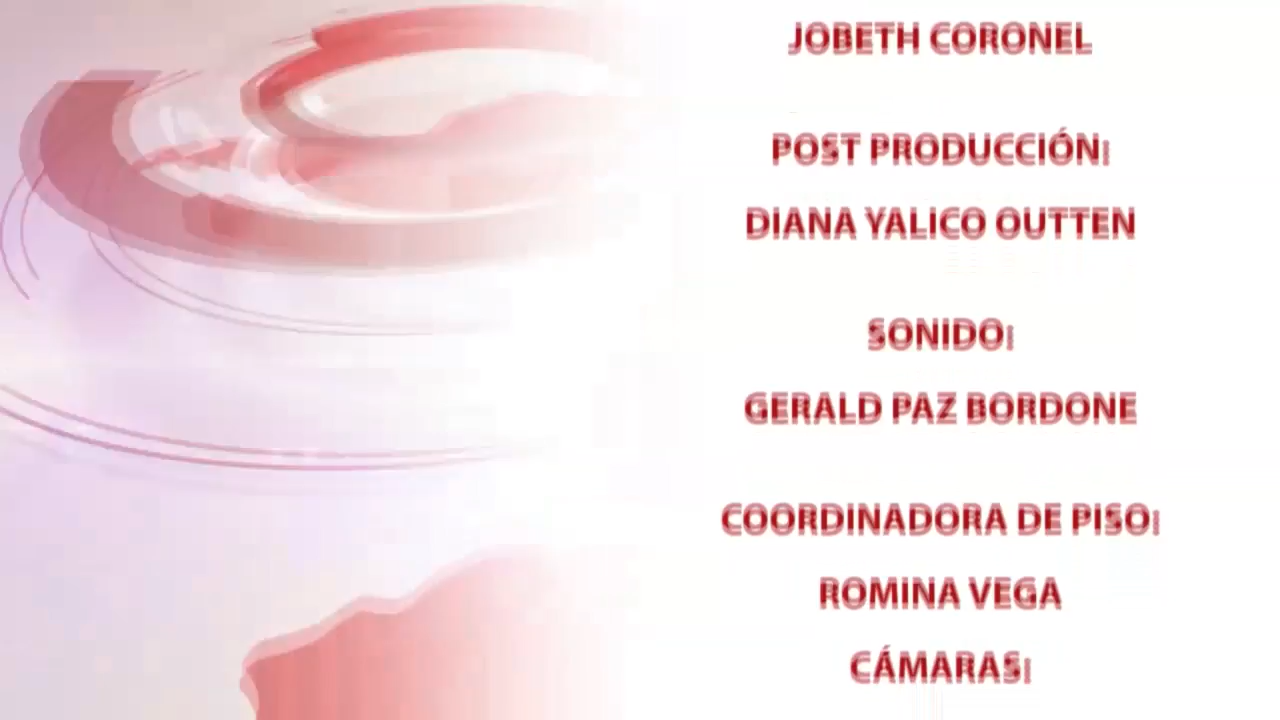 JOBETH CORONEL
POST PRODUCCIÓN:
DIANA YALICO OUTTEN
SONIDO:
GERALD PAZ BORDONE
COORDINADORA DE PISO:
ROMINA VEGA
CÁMARAS: